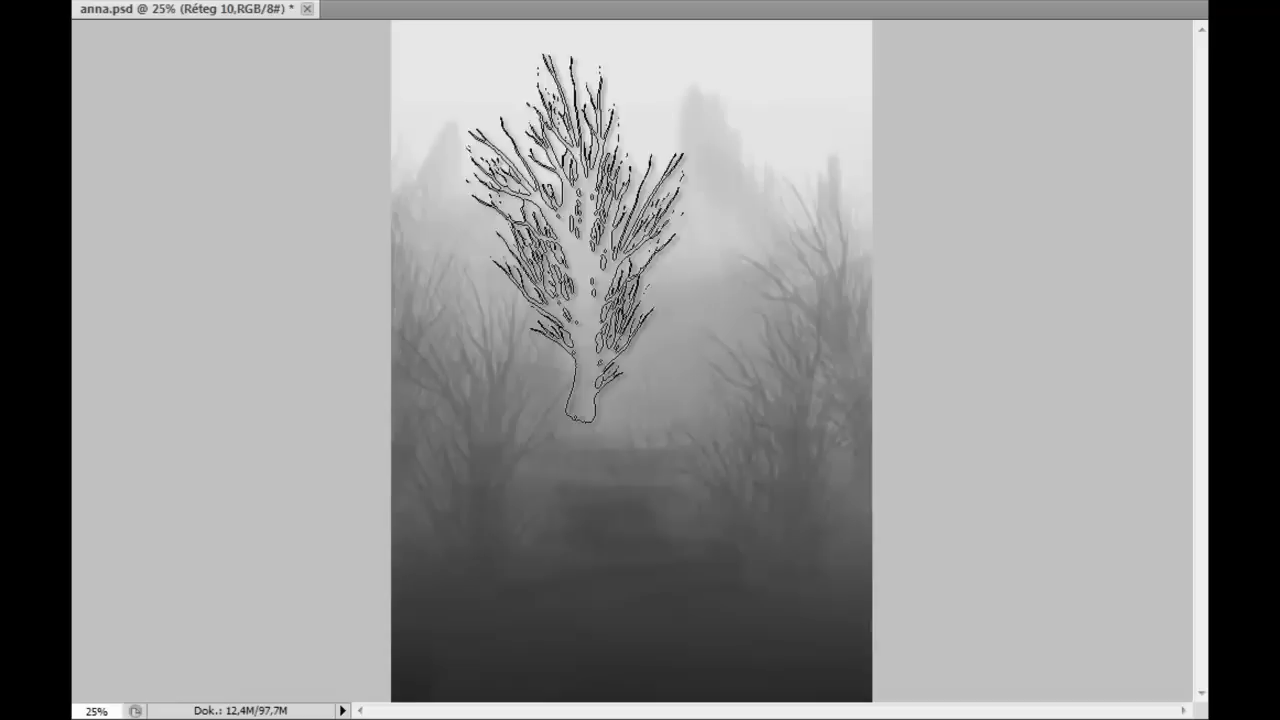 anna.psd @ 25% (Réteg 10,RGB/8#) *
25%
Dok.: 12,4M/97,7M